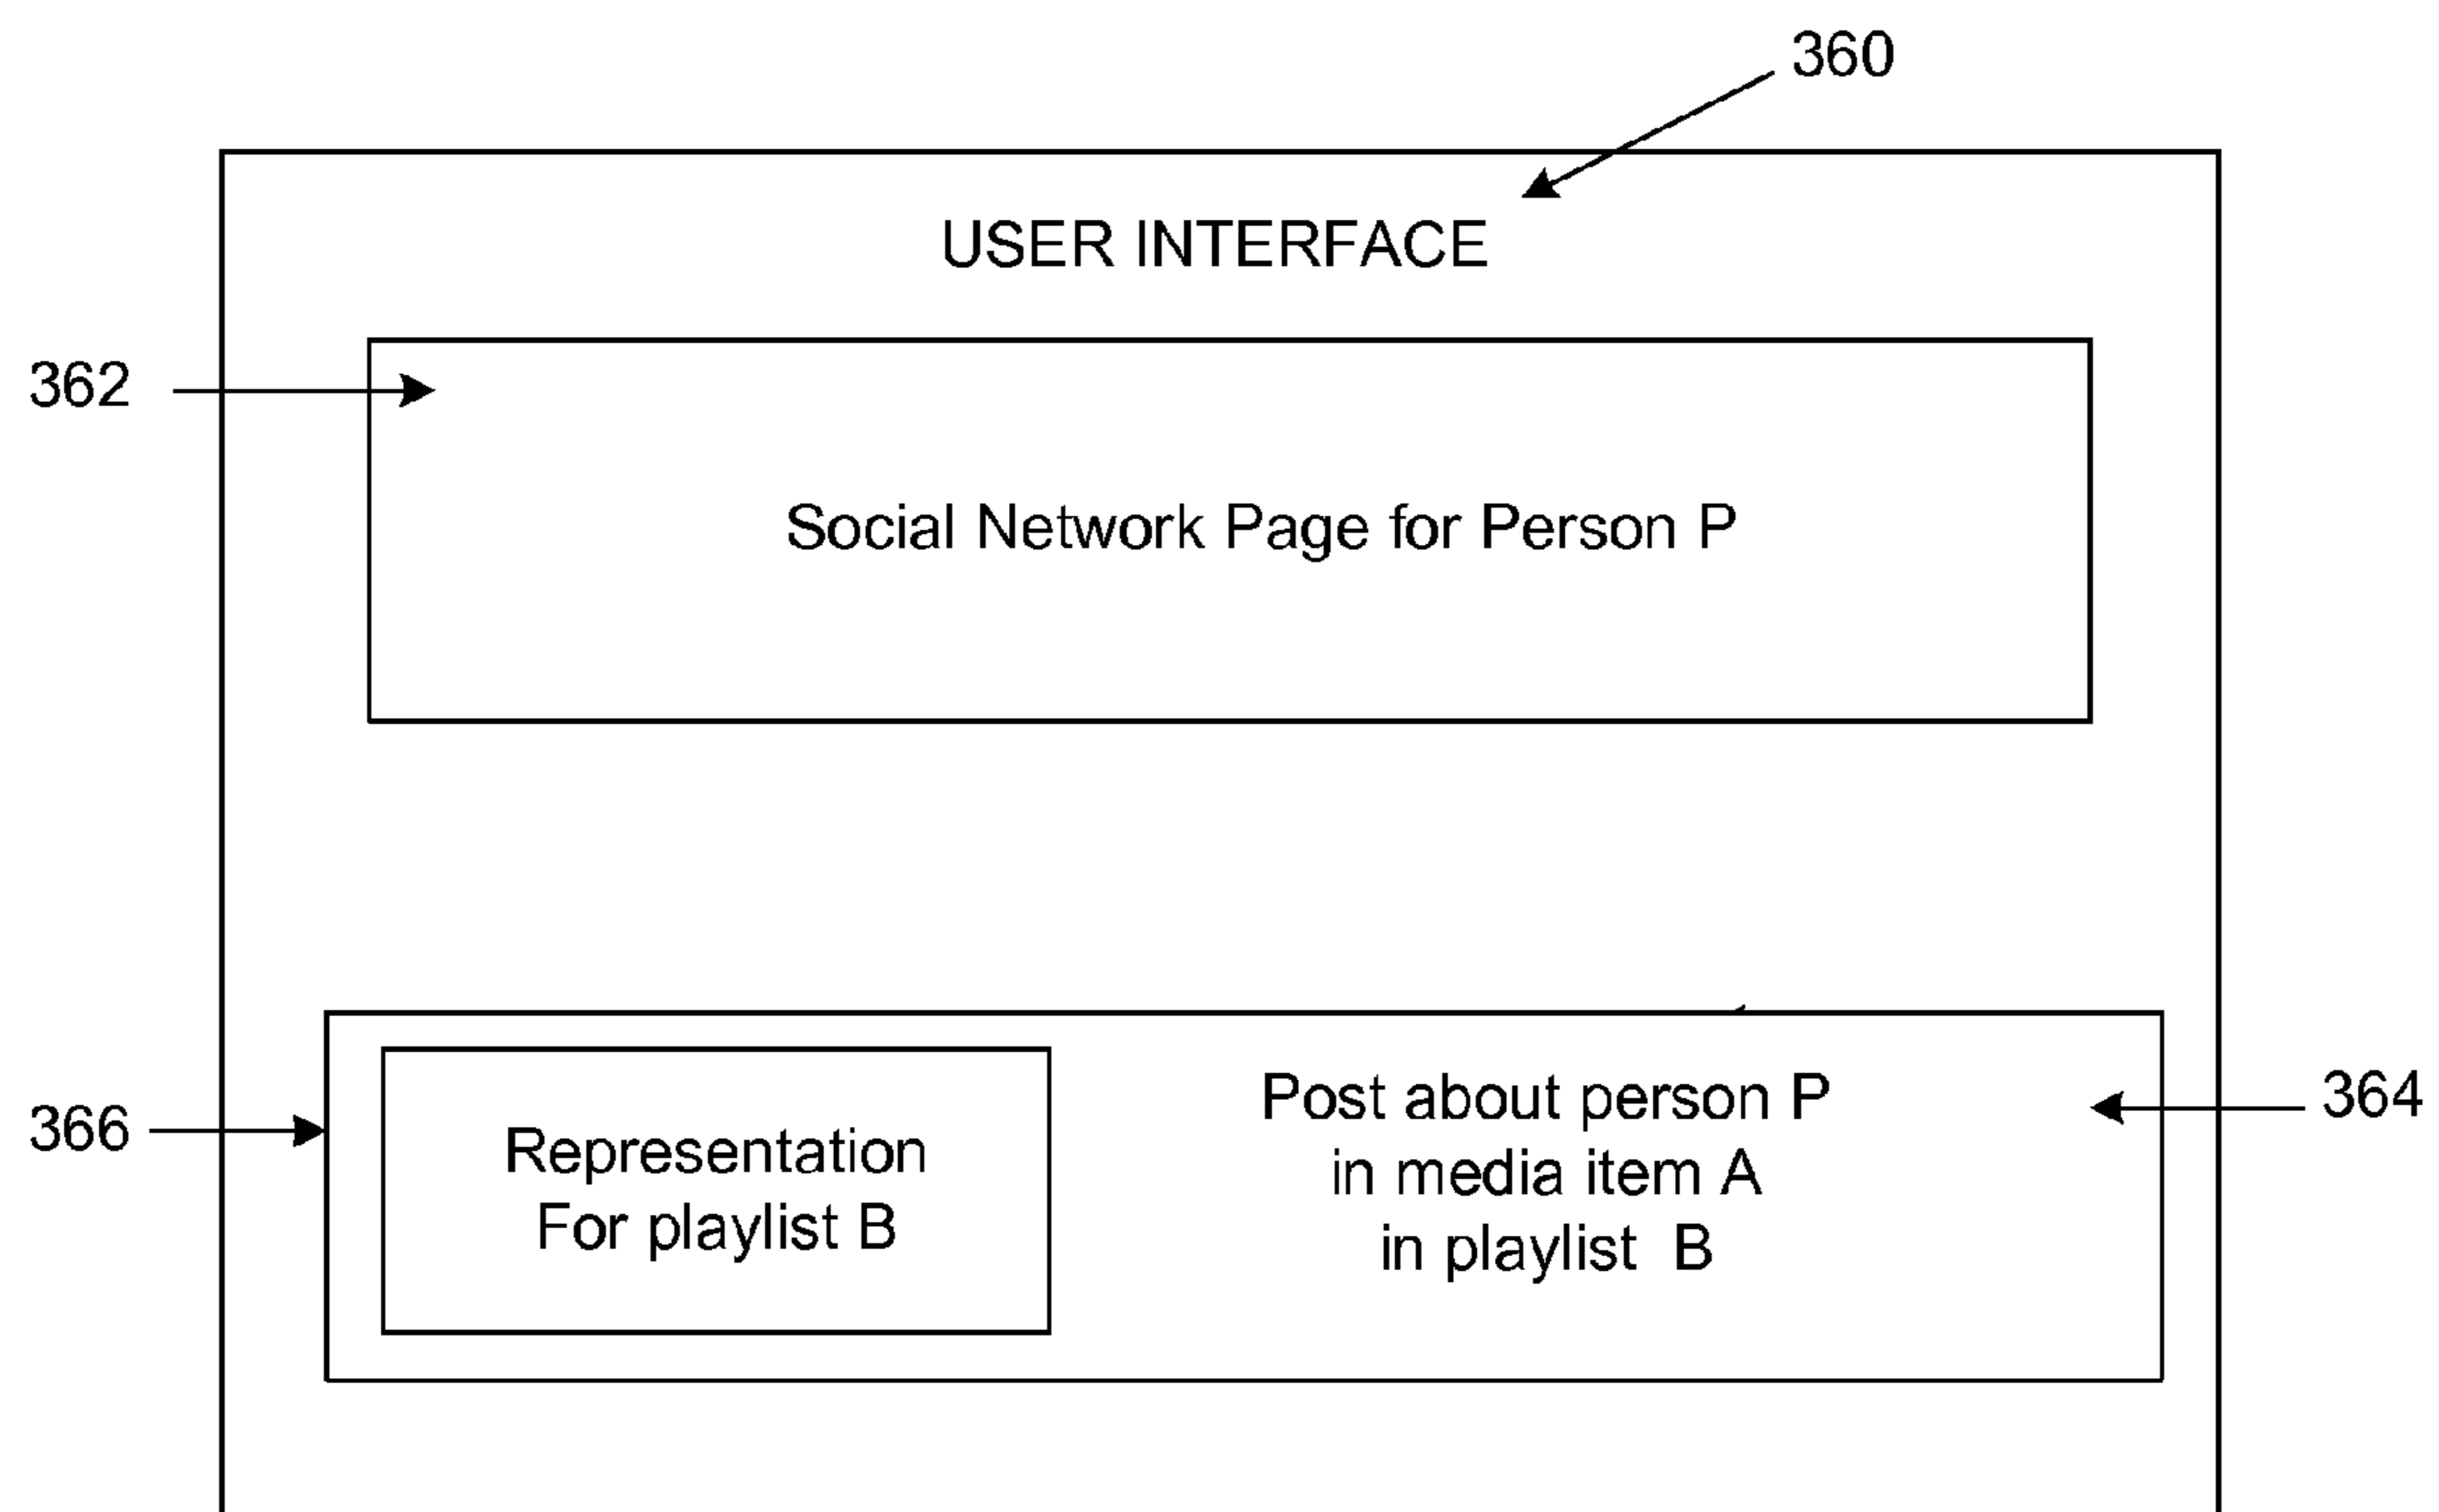 360
USER INTERFACE
362
Social Network Page for Person P
366
Representation
For playlist B
Post about person P
in media item A
in playlist B
364